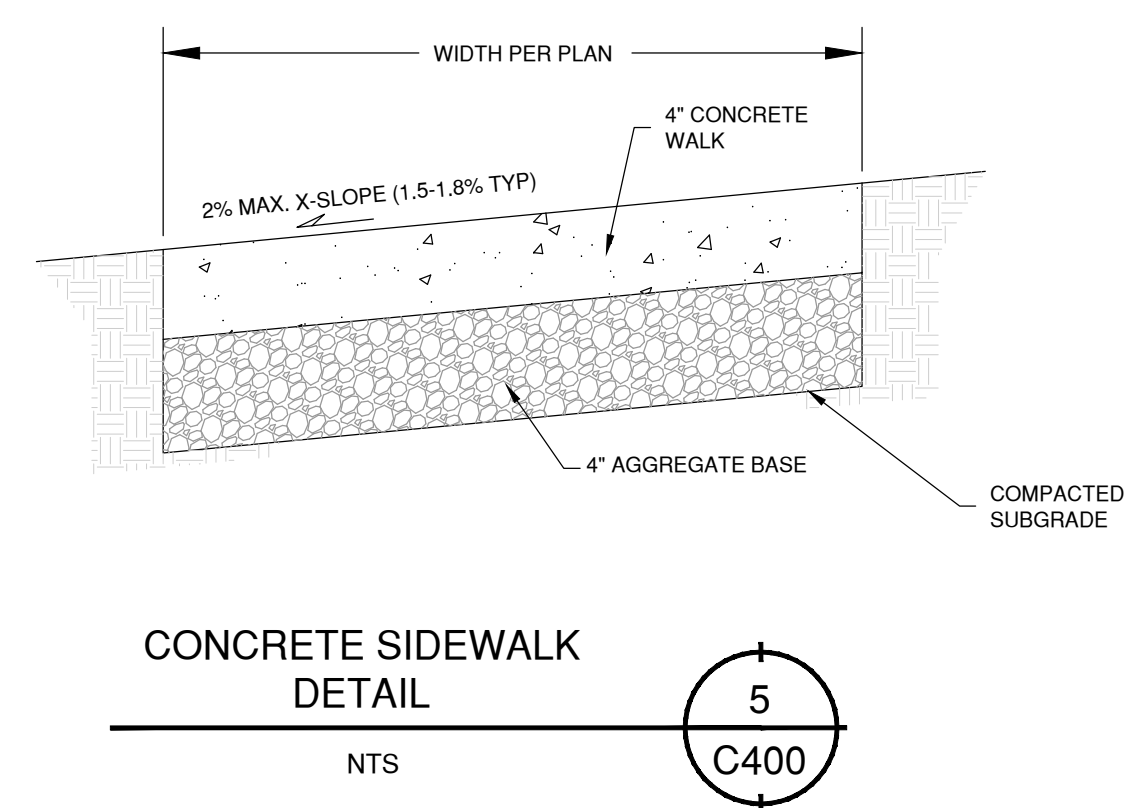 WIDTH PER PLAN
4" CONCRETE
WALK
2% MAX. X-SLOPE (1.5-1.8% TYP)
4" AGGREGATE BASE
COMPACTED
SUBGRADE
CONCRETE SIDEWALK
DETAIL
NTS
5
C400